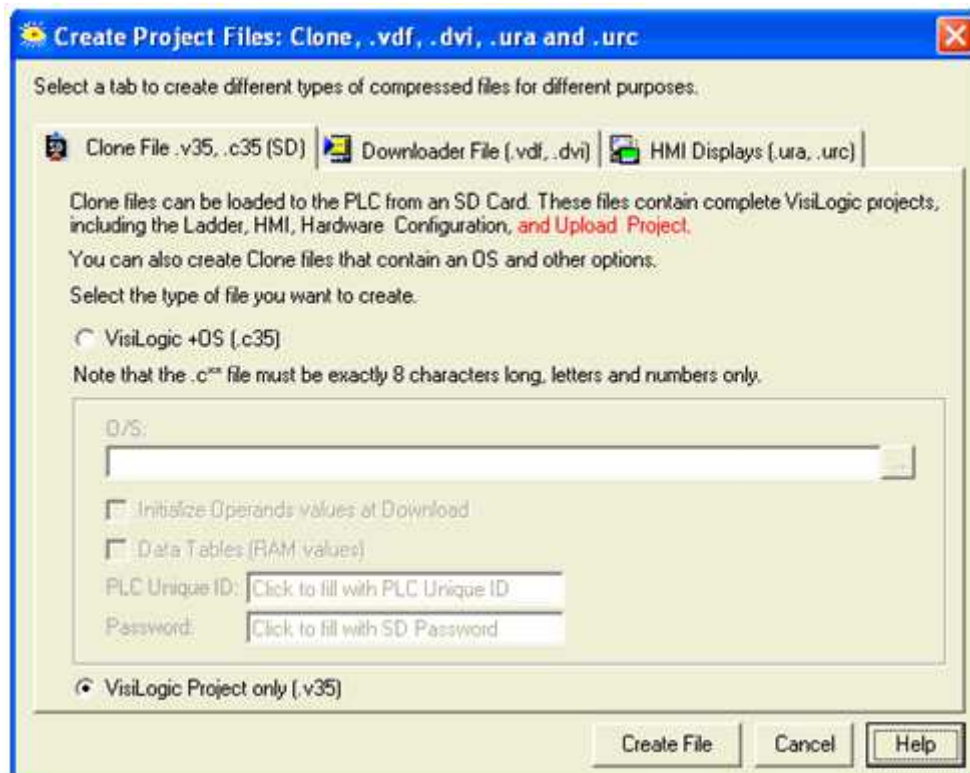 Create Project Files: Clone, .vdf, .dvi, .ura and .urc
Select a tab to create different types of compressed files for different purposes.
Clone File .v35, .c35 (SD) Downloader File (.vdf, .dvi) HMI Displays (.ura, .urc)
Clone files can be loaded to the PLC from an SD Card. These files contain complete VisiLogic projects,
including the Ladder, HMI, Hardware Configuration, and Upload Project.
You can also create Clone files that contain an OS and other options.
Select the type of file you want to create.
VisiLogic +OS (.c35)
Note that the .c** file must be exactly 8 characters long, letters and numbers only.
O/S:
...
Initialize Operands values at Download
Data Tables (RAM values)
PLC Unique ID: Click to fill with PLC Unique ID
Password: Click to fill with SD Password
VisiLogic Project only (.v35)
Create File Cancel Help